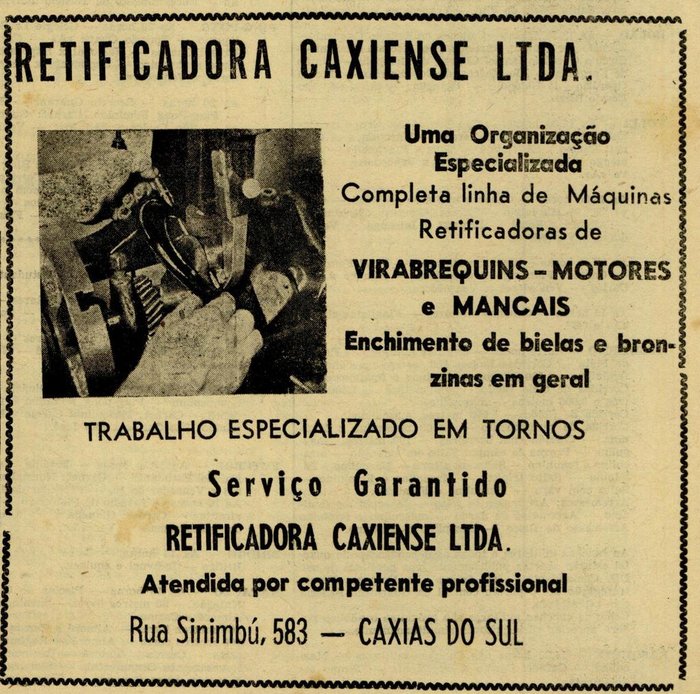 RETIFICADORA CAXIENSE LTDA.
Uma Organização
Especializada
Completa linha de Máquinas
Retificadoras de
VIRABREQUINS - MOTORES
e MANCAIS
Enchimento de bielas e bron-
zinas em geral
TRABALHO ESPECIALIZADO EM TORNOS
Serviço Garantido
RETIFICADORA CAXIENSE LTDA.
Atendida por competente profissional
Rua Sinimbú, 583 — CAXIAS DO SUL